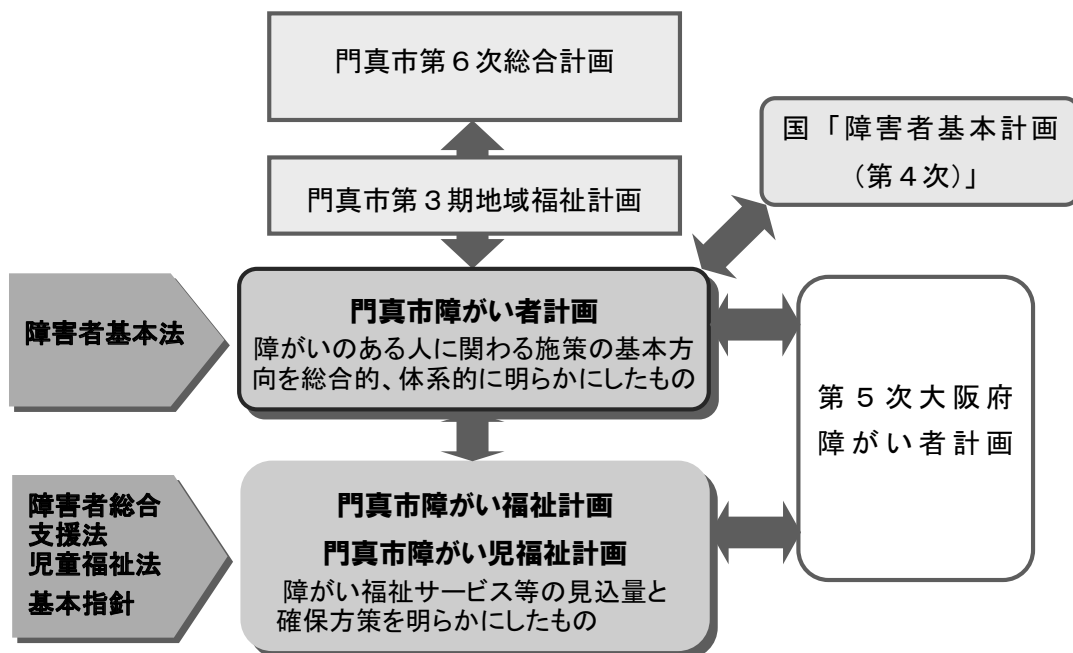 門真市第６次総合計画
国「障害者基本計画
（第４次）」
門真市第３期地域福祉計画
障害者基本法
門真市障がい者計画
障がいのある人に関わる施策の基本方
向を総合的、体系的に明らかにしたもの
第５次大阪府
障がい者計画
障害者総合
支援法
児童福祉法
基本指針
門真市障がい福祉計画
門真市障がい児福祉計画
障がい福祉サービス等の見込量と
確保方策を明らかにしたもの